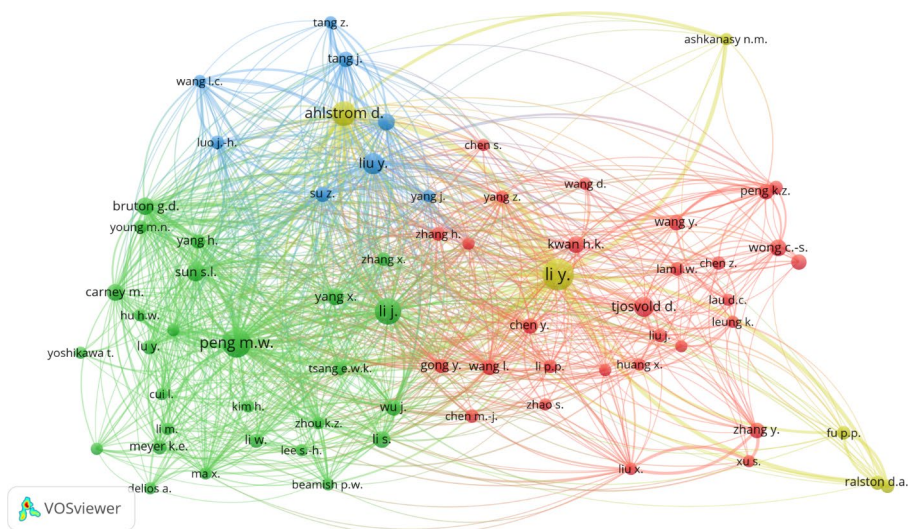 tang z.
ashkanasy n.m.
tang j.
wang l.c.
ahlstrom d.
luo j.-h.
chen s.
liu y.
wang d.
peng k.z.
su z.
yang j.
yang z.
bruton g.d.
young m.n.
wang y.
zhang h.
yang h.
kwan h.k.
wong c.-s.
zhang x.
sun s.l.
li y.
lam l.w.
chen z.
carney m.
yang x.
lau d.c.
tjosvold d.
hu h.w.
li j.
leung k.
chen y.
liu j.
peng m.w.
lu y.
yoshikawa t.
tsang e.w.k.
gong y.
wang l.
li p.p.
huang x.
cui l.
kim h.
wu j.
zhao s.
chen m.-j.
zhou k.z.
li m.
zhang y.
fu p.p.
meyer k.e.
li w.
lee s.-h.
li s.
xu s.
liu x.
ma x.
delios a.
beamish p.w.
ralston d.a.
VOSviewer